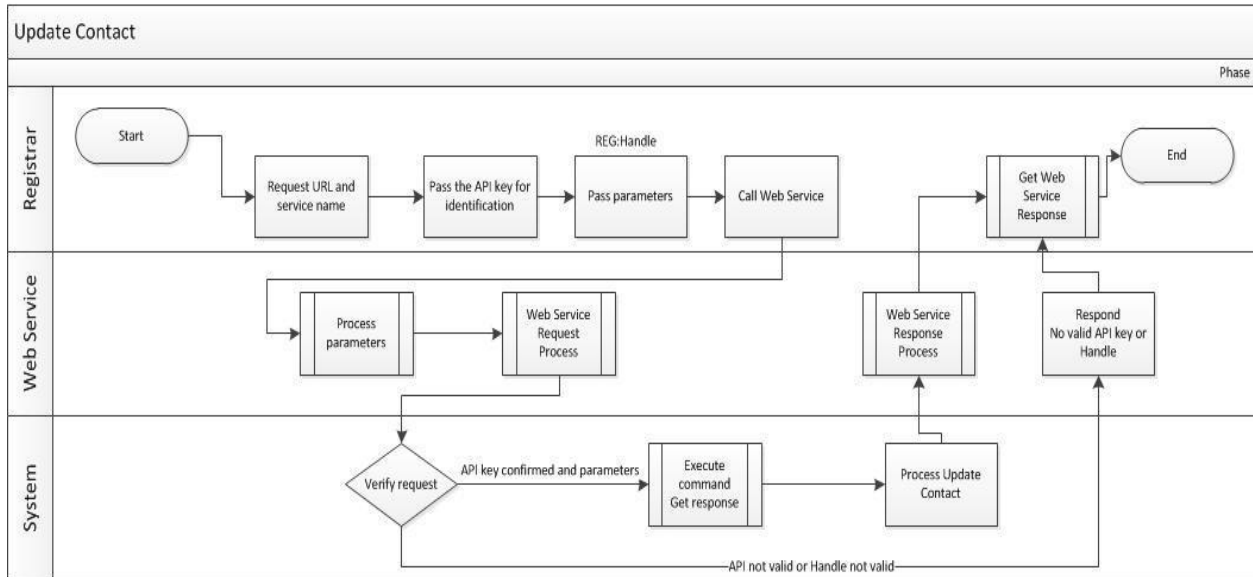 Update Contact
Phase
Registrar
Start
Request URL and
service name
Pass the API key for
identification
REG:Handle
Pass parameters
Call Web Service
Get Web
Service
Response
End
Web Service
Process
parameters
Web Service
Request
Process
Web Service
Response
Process
Respond
No valid API key or
Handle
System
Verify request
API key confirmed and parameters
Execute
command
Get response
Process Update
Contact
API not valid or Handle not valid